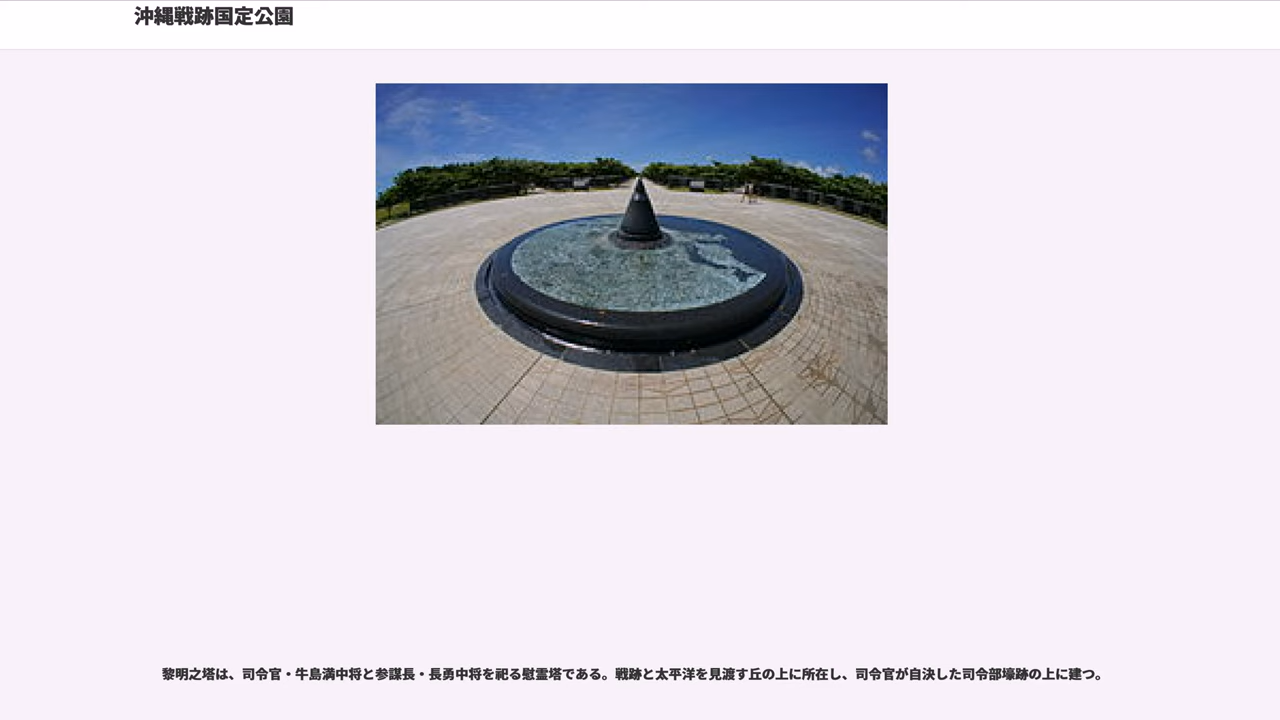 沖縄戦跡国定公園
黎明之塔は、司令官・牛島満中将と参謀長・長勇中将を祀る慰霊塔である。戦跡と太平洋を見渡す丘の上に所在し、司令官が自決した司令部壕跡の上に建つ。